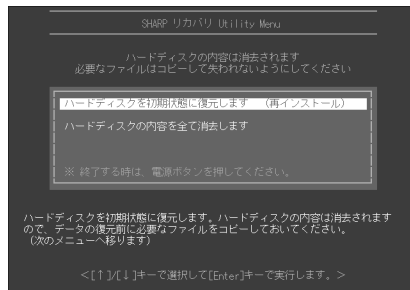 SHARP リカバリ Utility Menu
ハードディスクの内容は消去されます
必要なファイルはコピーして失われないようにしてください
ハードディスクを初期状態に復元します （再インストール）
ハードディスクの内容を全て消去します
※ 終了する時は、電源ボタンを押してください。
ハードディスクを初期状態に復元します。ハードディスクの内容は消去されます
ので、データの復元前に必要なファイルをコピーしておいてください。
（次のメニューへ移ります）
<[↑]/[↓]キーで選択して[Enter]キーで実行します。>